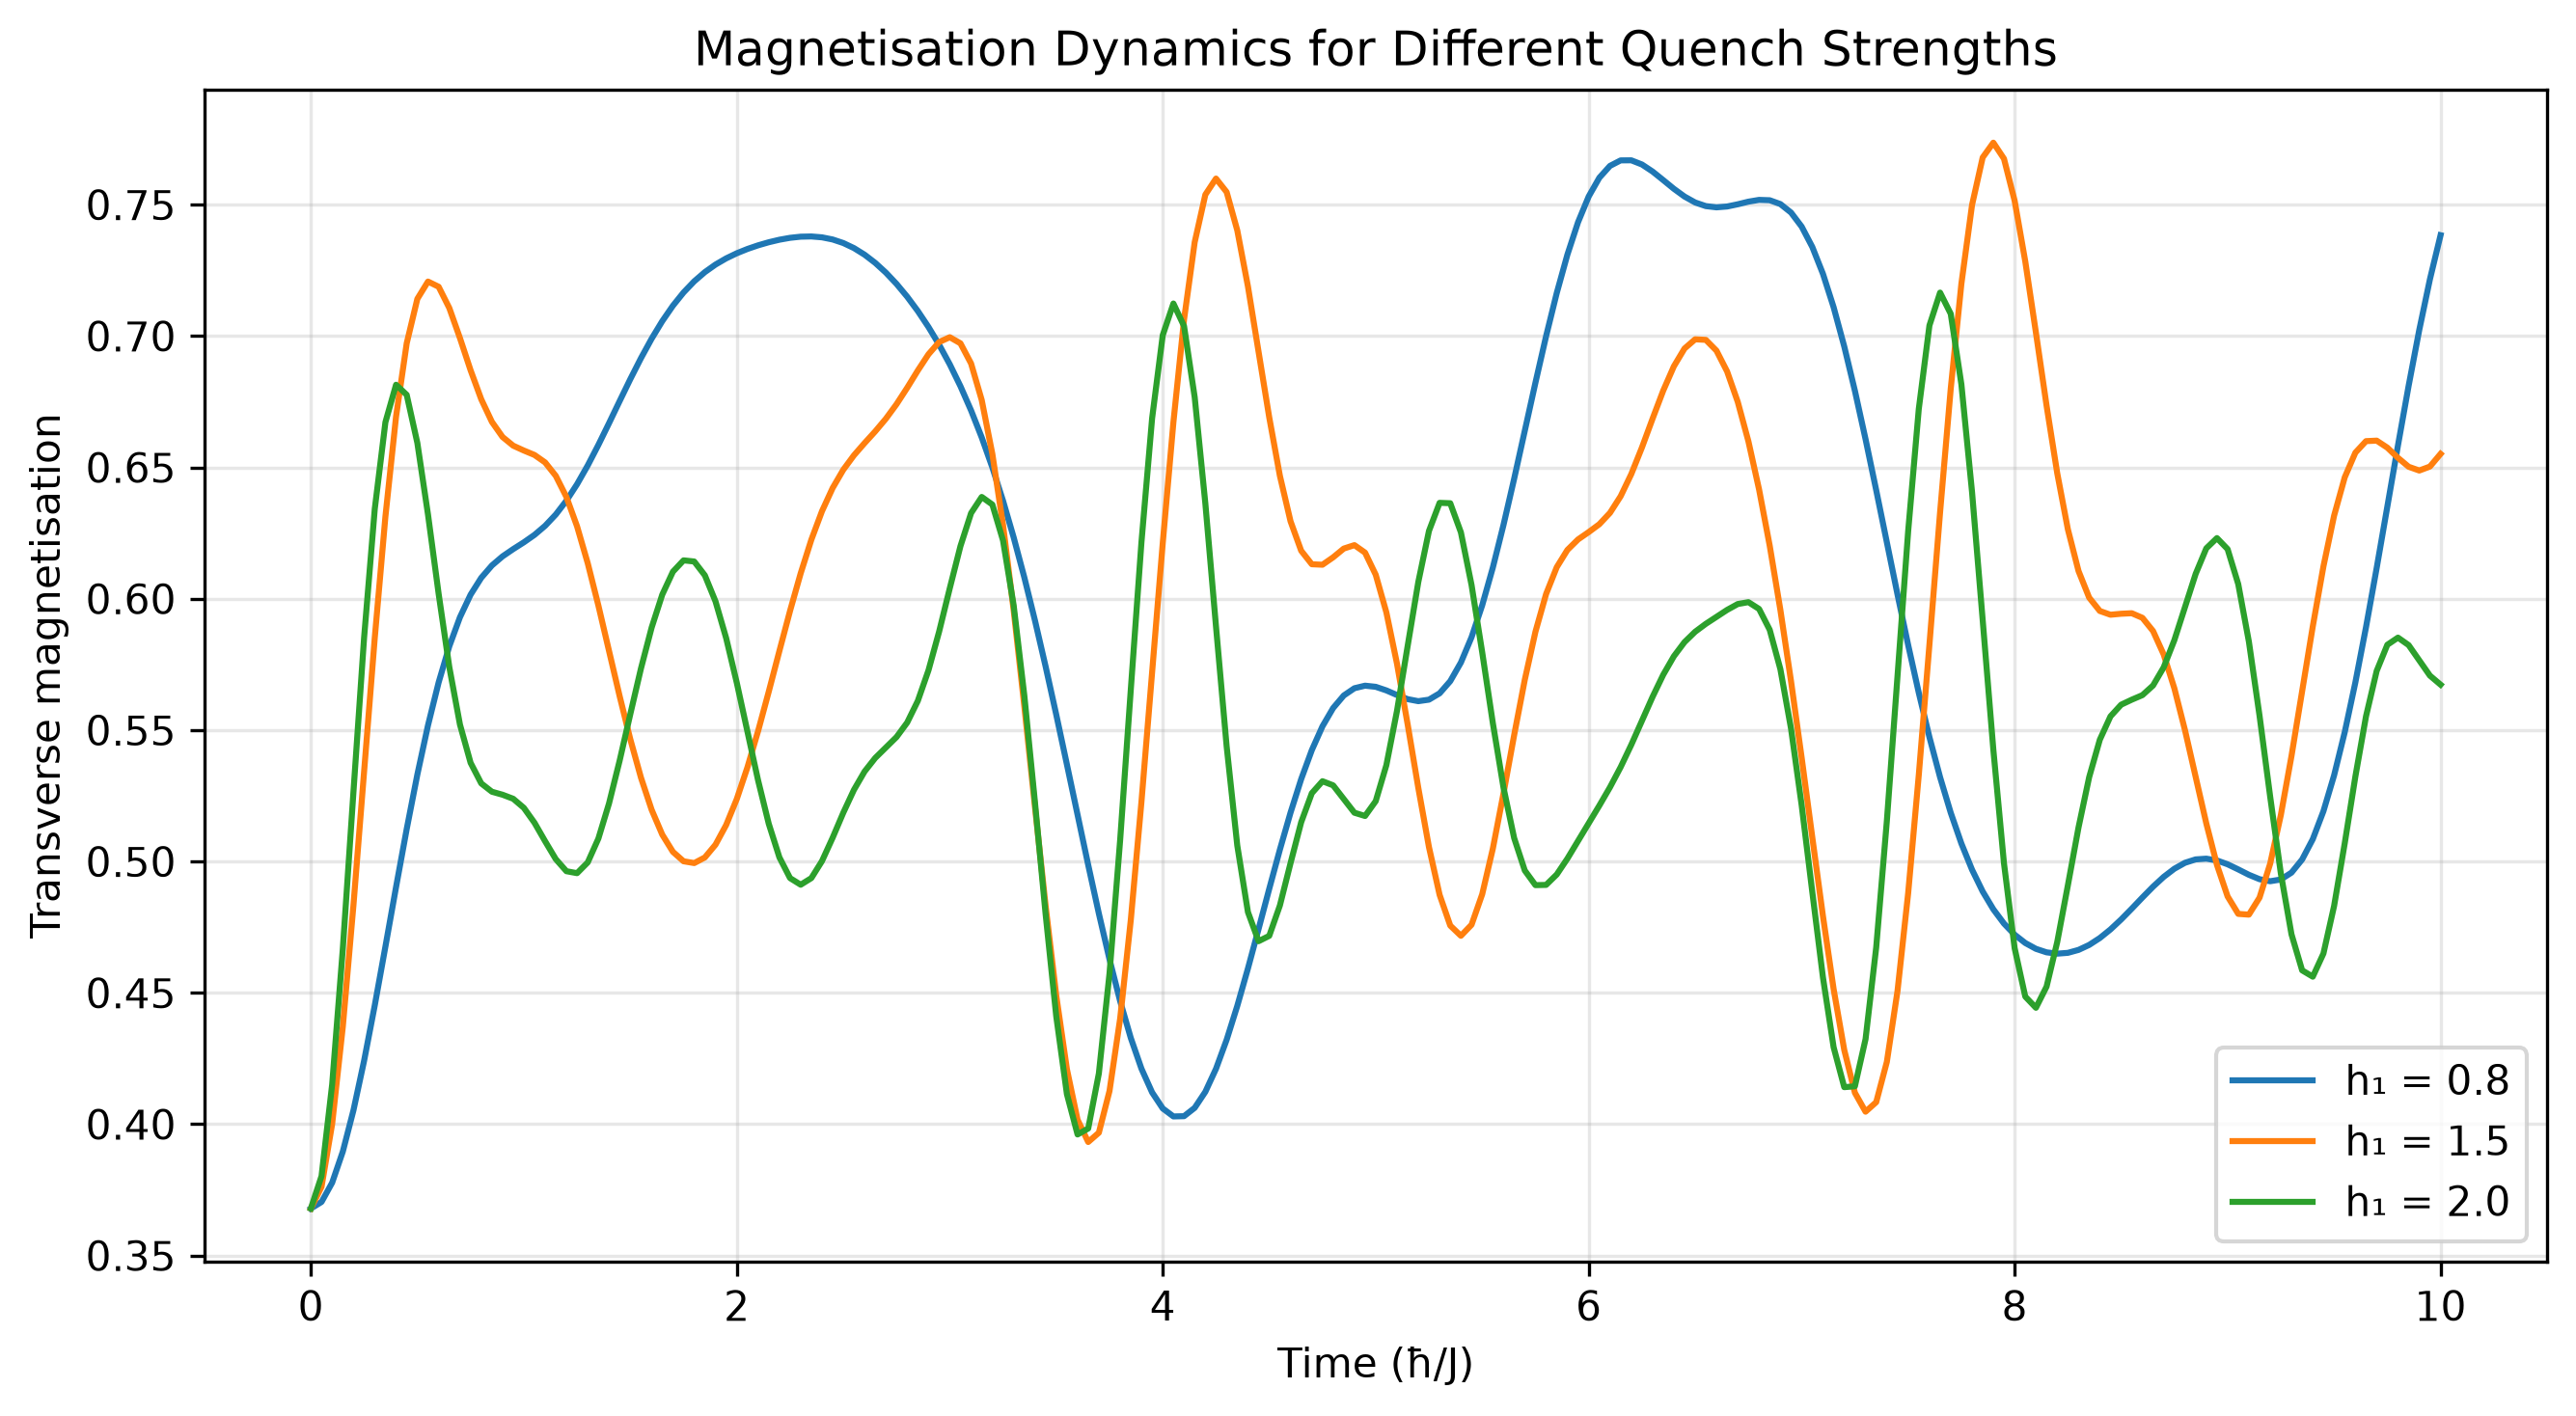 Magnetisation Dynamics for Different Quench Strengths
Transverse magnetisation
0.75
0.70
0.65
0.60
0.55
0.50
0.45
0.40
0.35
h₁ = 0.8
h₁ = 1.5
h₁ = 2.0
0 2 4 6 8 10
Time (ħ/J)